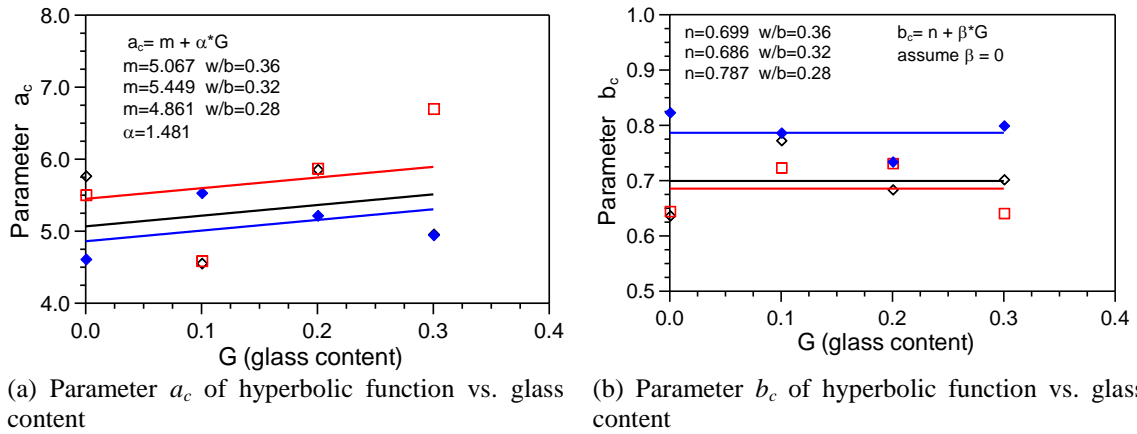 8.0
7.0
6.0
5.0
4.0
Parameter a_c
a_c= m + α*G
m=5.067 w/b=0.36
m=5.449 w/b=0.32
m=4.861 w/b=0.28
α=1.481
0.0 0.1 0.2 0.3 0.4
G (glass content)
(a) Parameter a_c of hyperbolic function vs. glass
content
1.0
0.9
0.8
0.7
0.6
0.5
Parameter b_c
n=0.699 w/b=0.36
n=0.686 w/b=0.32
n=0.787 w/b=0.28
b_c= n + β*G
assume β = 0
0.0 0.1 0.2 0.3 0.4
G (glass content)
(b) Parameter b_c of hyperbolic function vs. glass
content